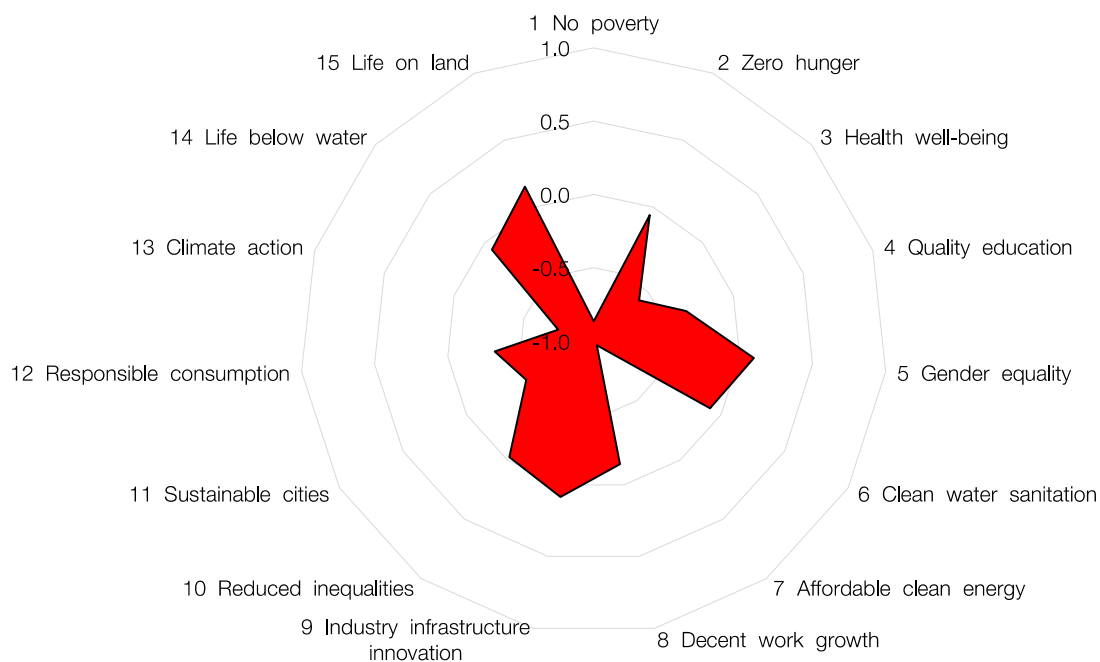 1 No poverty
1.0
15 Life on land
2 Zero hunger
0.5
14 Life below water
3 Health well-being
0.0
13 Climate action
4 Quality education
-0.5
-1.0
12 Responsible consumption
5 Gender equality
11 Sustainable cities
6 Clean water sanitation
10 Reduced inequalities
7 Affordable clean energy
9 Industry infrastructure
innovation
8 Decent work growth